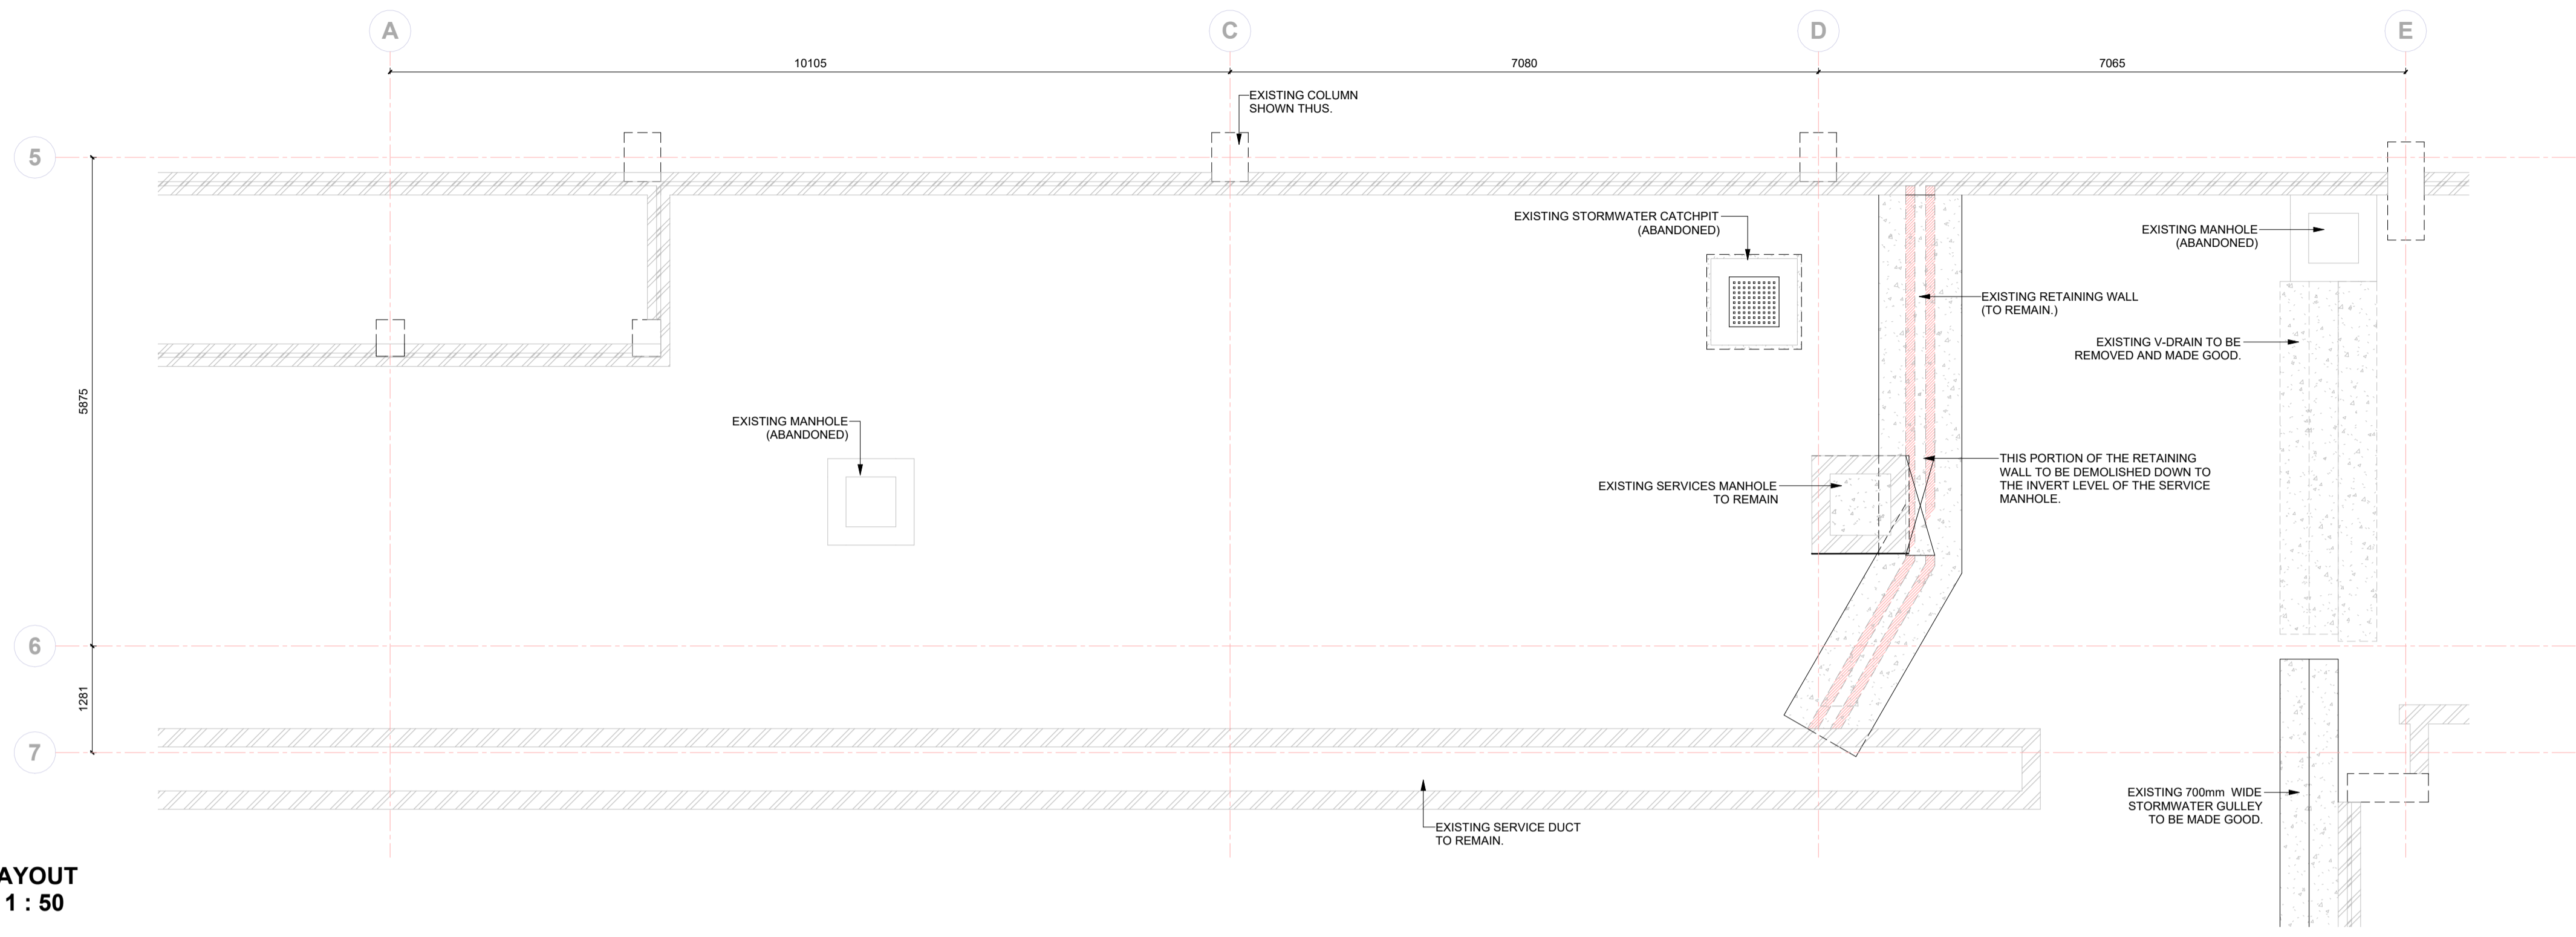 A
C
D
E
10105
7080
7065
EXISTING COLUMN
SHOWN THUS.
5
EXISTING STORMWATER CATCHPIT
(ABANDONED)
EXISTING MANHOLE
(ABANDONED)
EXISTING RETAINING WALL
(TO REMAIN.)
EXISTING V-DRAIN TO BE
REMOVED AND MADE GOOD.
5875
EXISTING MANHOLE
(ABANDONED)
EXISTING SERVICES MANHOLE
TO REMAIN
THIS PORTION OF THE RETAINING
WALL TO BE DEMOLISHED DOWN TO
THE INVERT LEVEL OF THE SERVICE
MANHOLE.
6
1281
7
EXISTING 700mm WIDE
STORMWATER GULLEY
TO BE MADE GOOD.
EXISTING SERVICE DUCT
TO REMAIN.
AYOUT
1 : 50